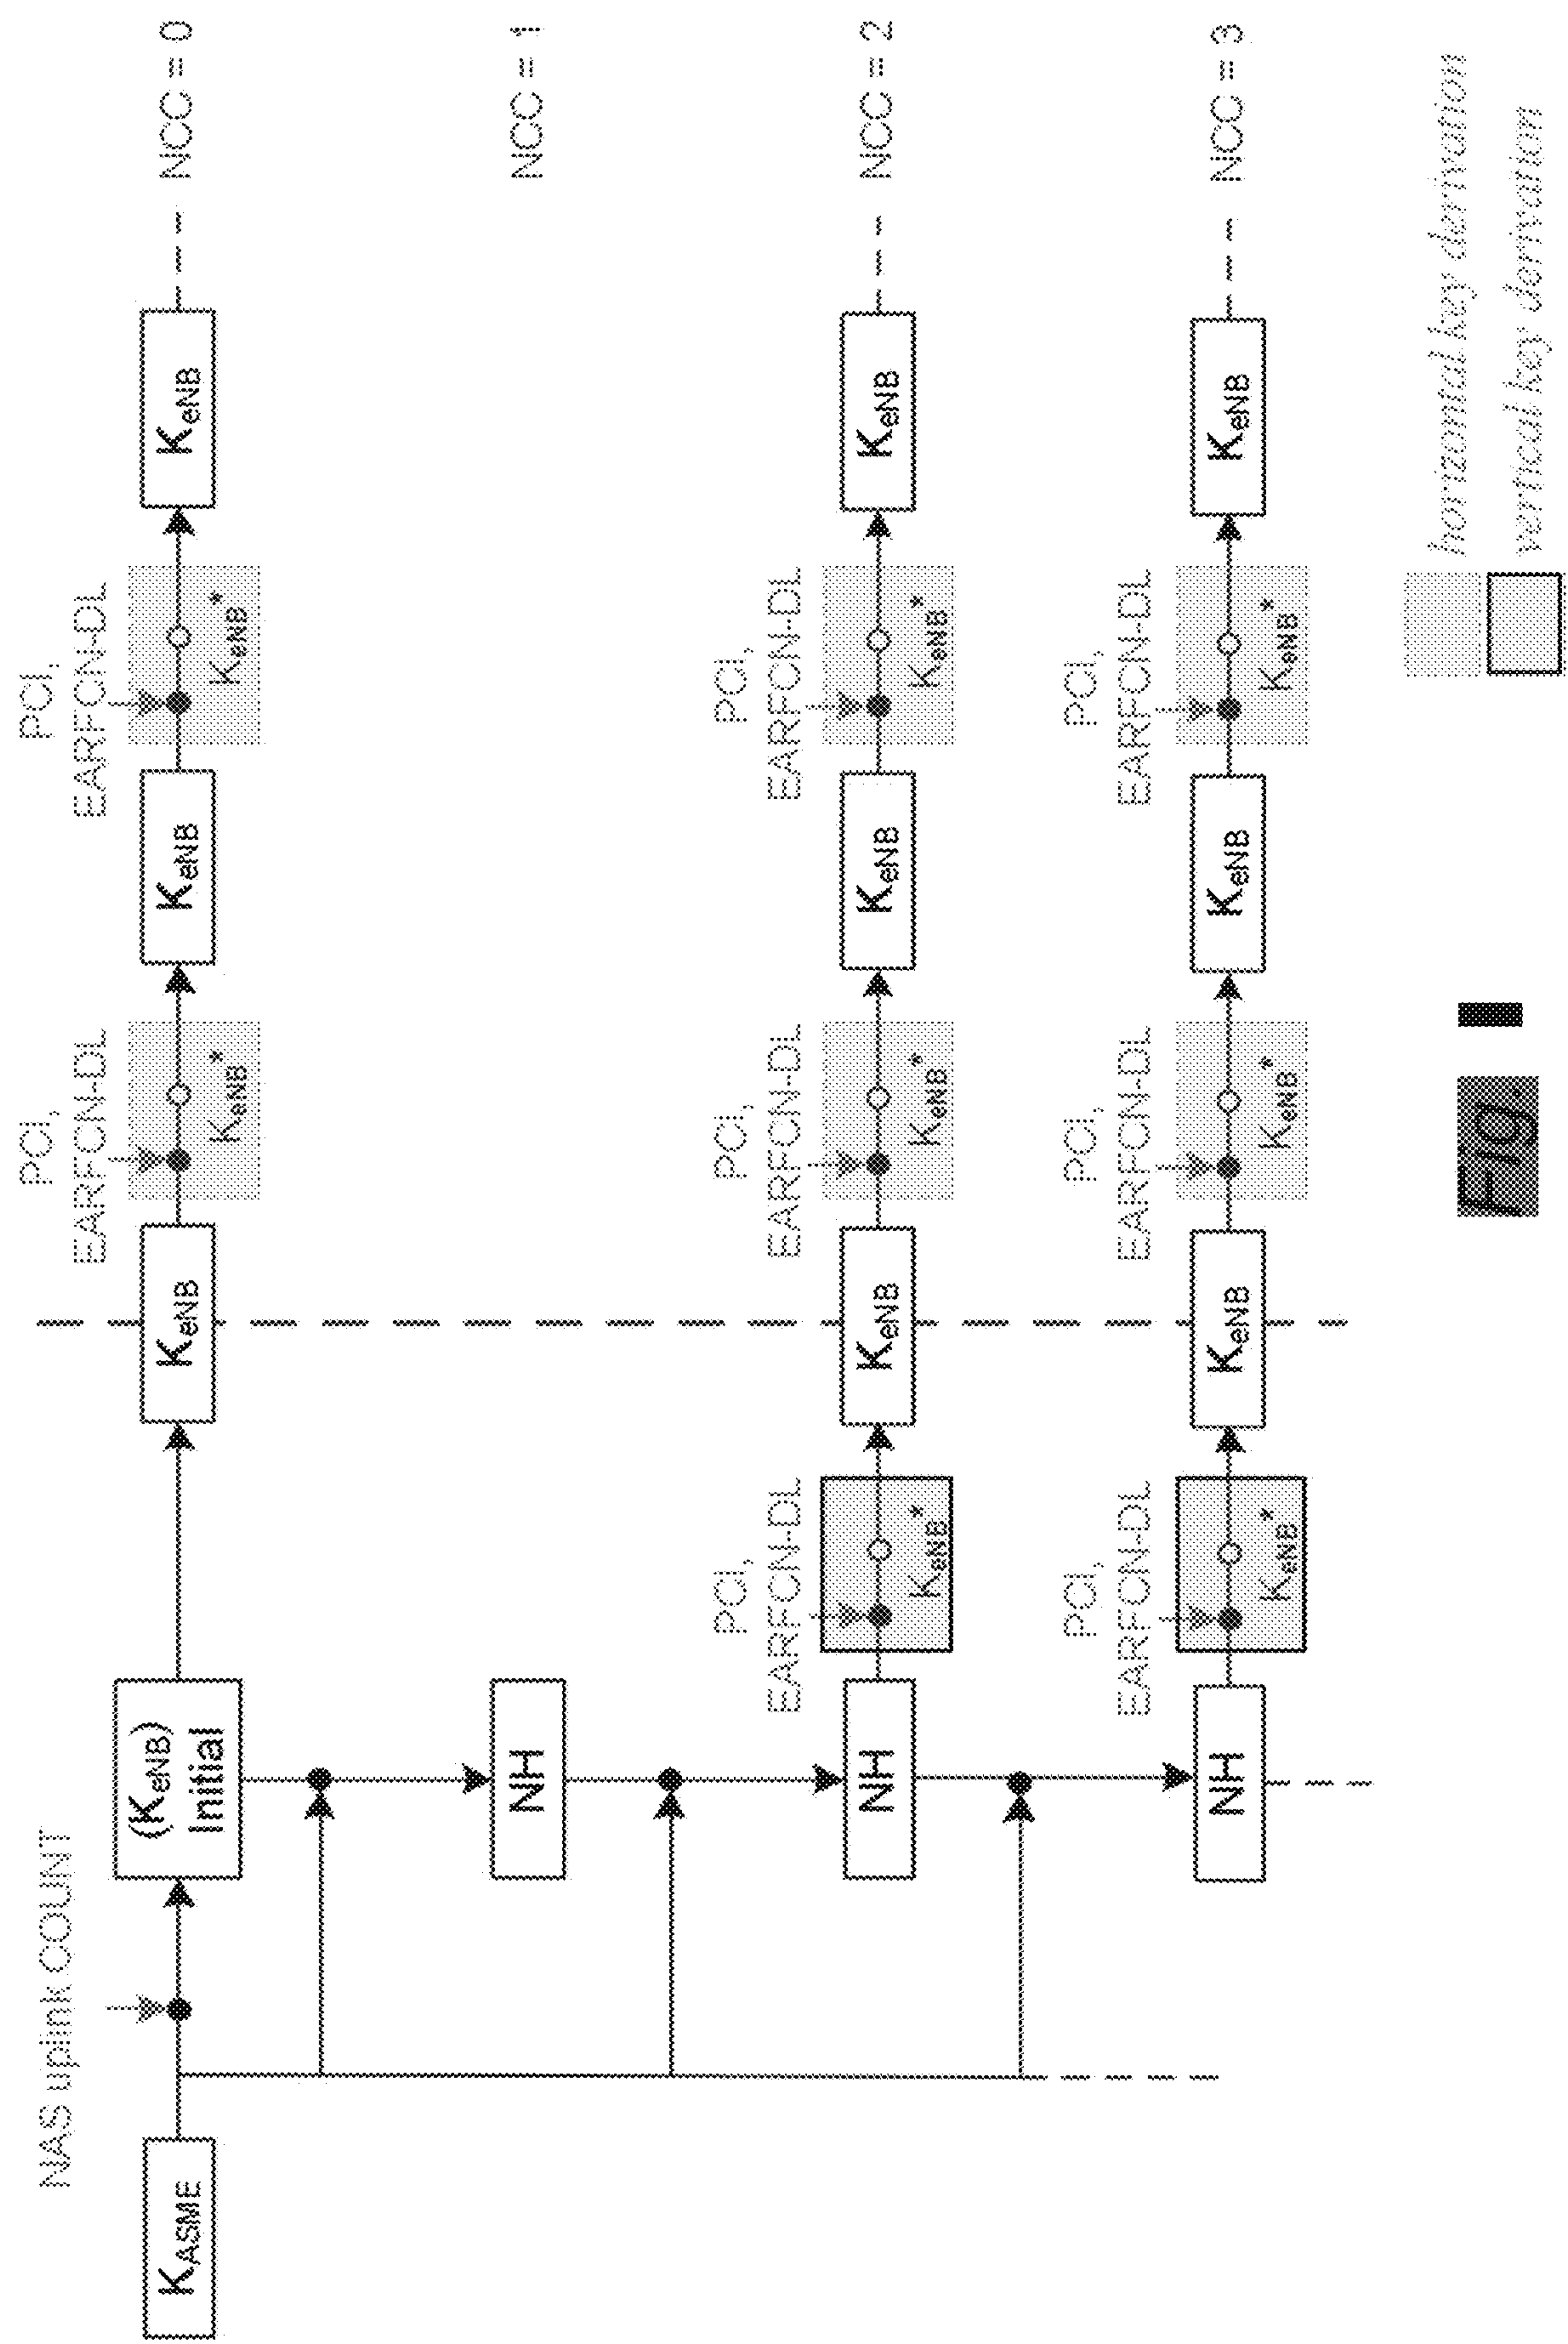 NAS uplink COUNT
PCI,
EARFCN-DL
PCI,
EARFCN-DL
KASME
(KeNB)
Initial
KeNB
KeNB*
KeNB
KeNB*
KeNB
NCC = 0
NH
NCC = 1
PCI,
EARFCN-DL
PCI,
EARFCN-DL
PCI,
EARFCN-DL
NH
KeNB*
KeNB
KeNB*
KeNB
KeNB*
KeNB
NCC = 2
PCI,
EARFCN-DL
PCI,
EARFCN-DL
PCI,
EARFCN-DL
NH
KeNB*
KeNB
KeNB*
KeNB
KeNB*
KeNB
NCC = 3
horizontal key derivation
vertical key derivation
Fig. 1